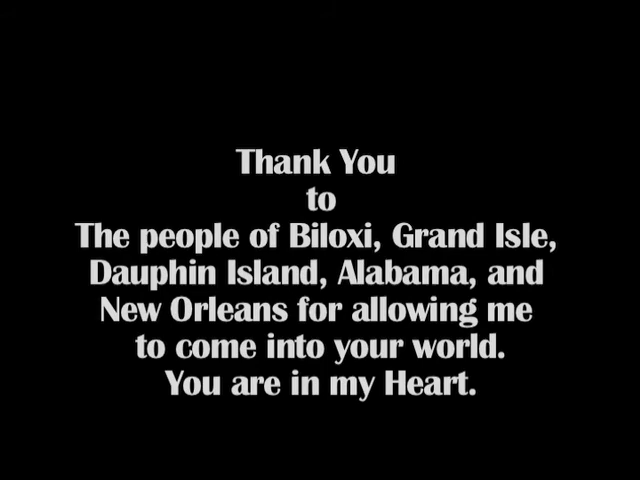 Thank You
to
The people of Biloxi, Grand Isle,
Dauphin Island, Alabama, and
New Orleans for allowing me
to come into your world.
You are in my Heart.